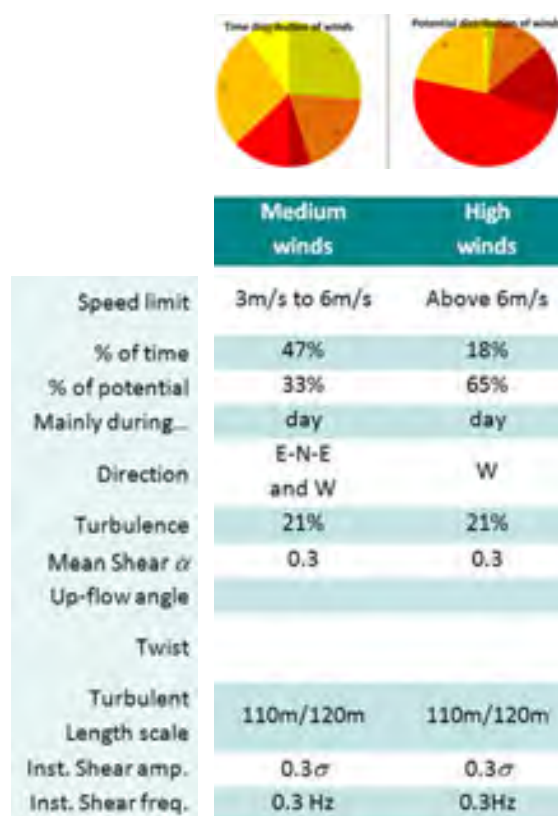 Time distribution of winds
Potential distribution of winds
Medium winds
High winds
Speed limit 3m/s to 6m/s Above 6m/s
% of time 47% 18%
% of potential 33% 65%
Mainly during... day day
Direction E-N-E and W W
Turbulence 21% 21%
Mean Shear α 0.3 0.3
Up-flow angle
Twist
Turbulent Length scale 110m/120m 110m/120m
Inst. Shear amp. 0.3σ 0.3σ
Inst. Shear freq. 0.3 Hz 0.3Hz